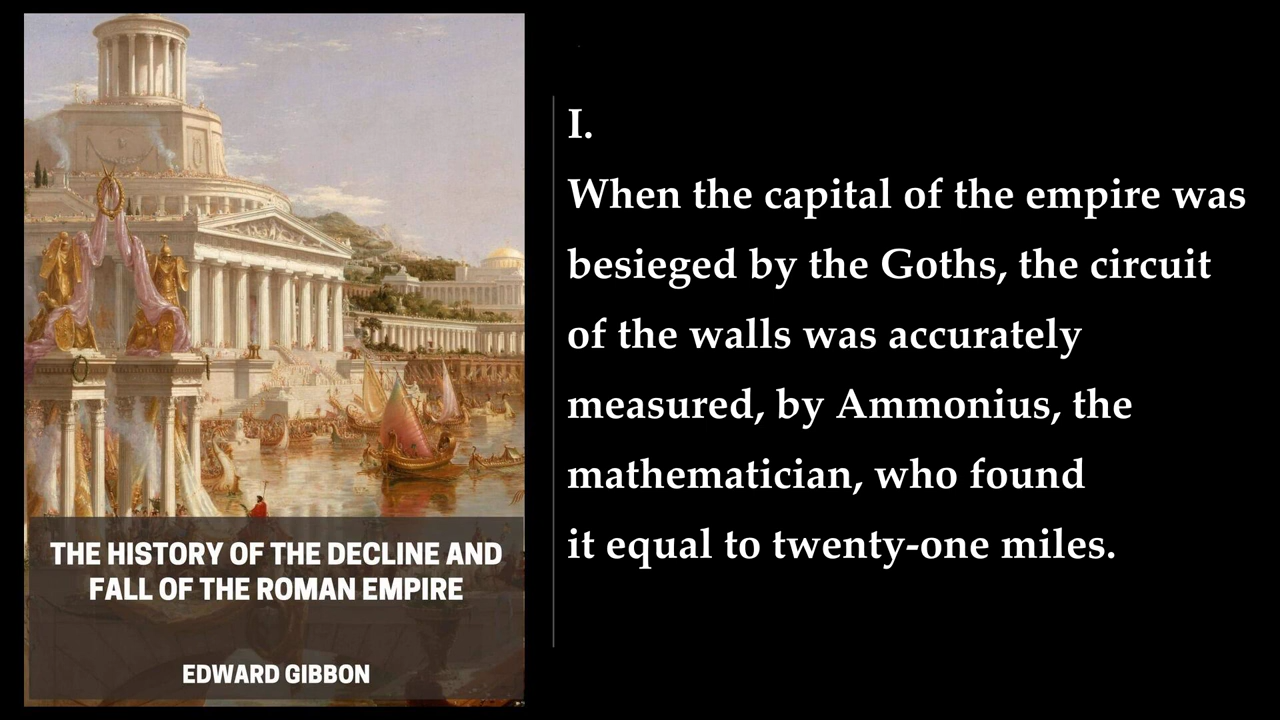 THE HISTORY OF THE DECLINE AND
FALL OF THE ROMAN EMPIRE
EDWARD GIBBON
I.
When the capital of the empire was
besieged by the Goths, the circuit
of the walls was accurately
measured, by Ammonius, the
mathematician, who found
it equal to twenty-one miles.